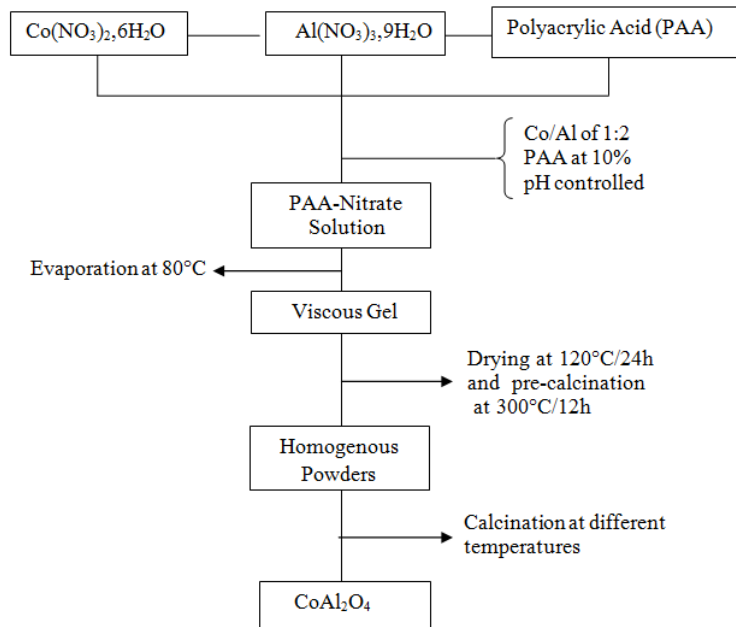 Co(NO₃)₂,6H₂O
Al(NO₃)₃,9H₂O
Polyacrylic Acid (PAA)
Co/Al of 1:2
PAA at 10%
pH controlled
PAA-Nitrate
Solution
Evaporation at 80°C
Viscous Gel
Drying at 120°C/24h
and pre-calcination
at 300°C/12h
Homogenous
Powders
Calcination at different
temperatures
CoAl₂O₄